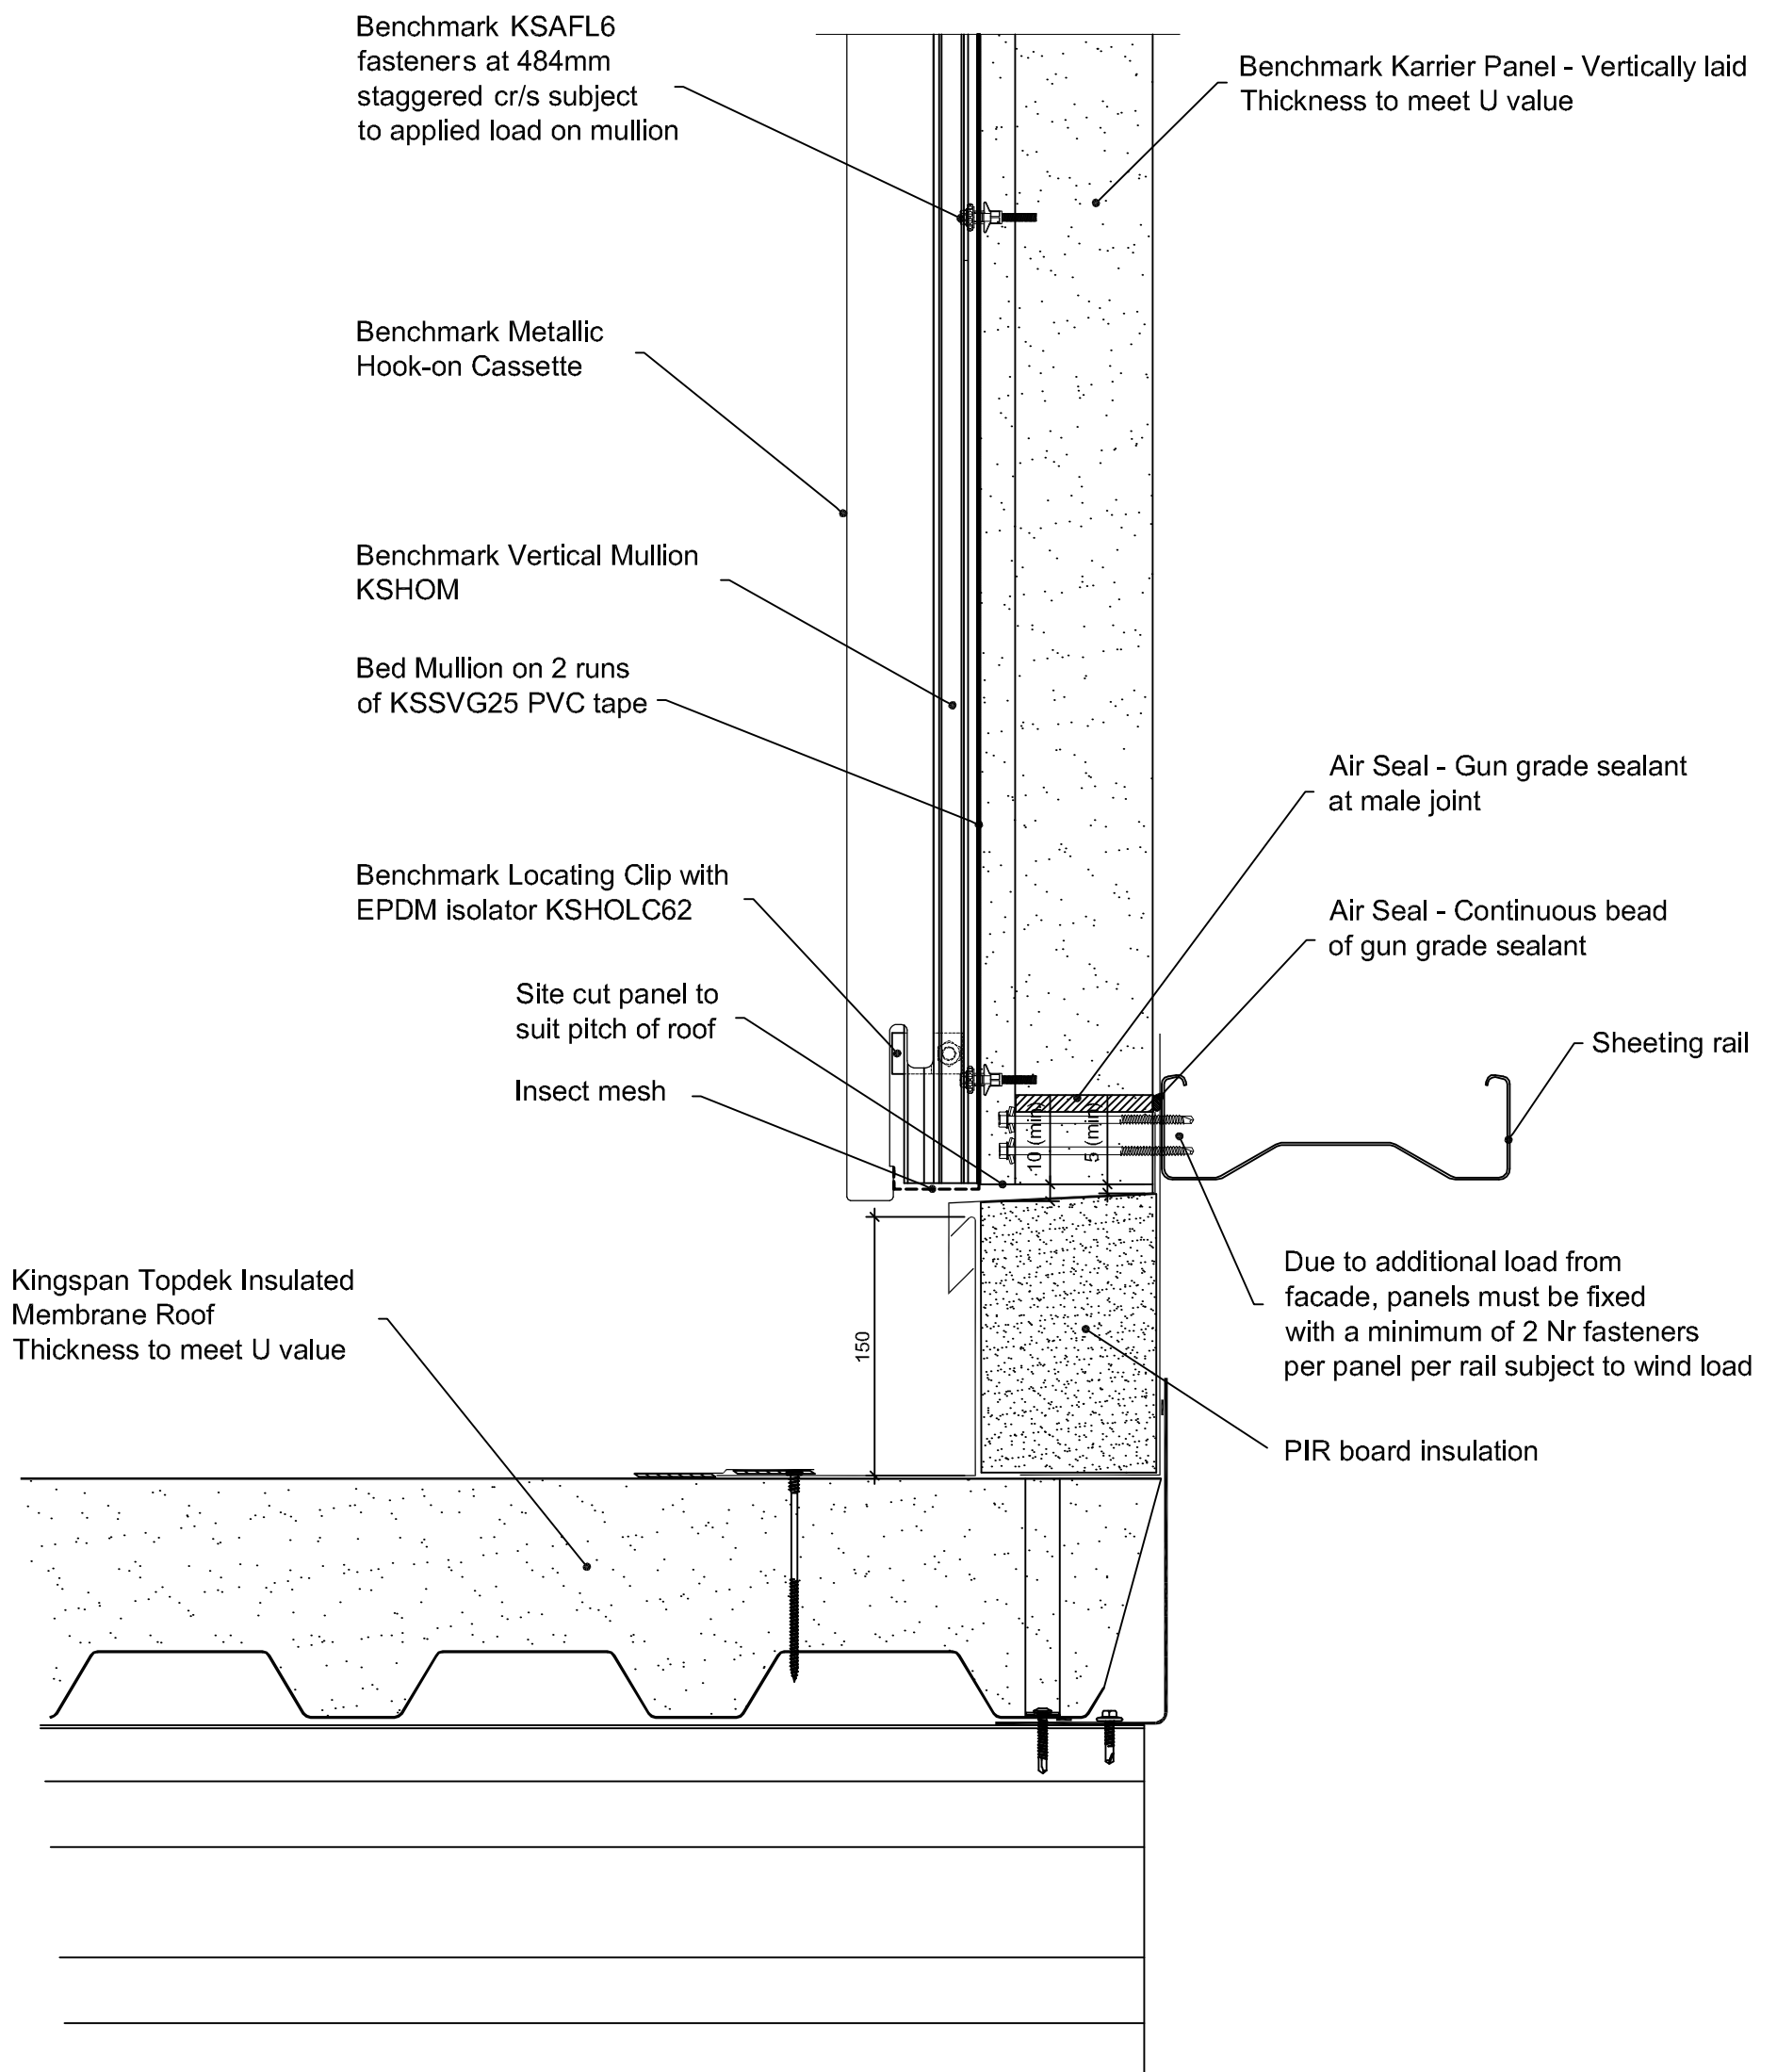 Benchmark KSAFL6
fasteners at 484mm
staggered cr/s subject
to applied load on mullion
Benchmark Karrier Panel - Vertically laid
Thickness to meet U value
Benchmark Metallic
Hook-on Cassette
Benchmark Vertical Mullion
KSHOM
Bed Mullion on 2 runs
of KSSVG25 PVC tape
Air Seal - Gun grade sealant
at male joint
Benchmark Locating Clip with
EPDM isolator KSHOLC62
Air Seal - Continuous bead
of gun grade sealant
Site cut panel to
suit pitch of roof
Sheeting rail
Insect mesh
10 (min)
5 (min)
Due to additional load from
facade, panels must be fixed
with a minimum of 2 Nr fasteners
per panel per rail subject to wind load
Kingspan Topdek Insulated
Membrane Roof
Thickness to meet U value
150
PIR board insulation